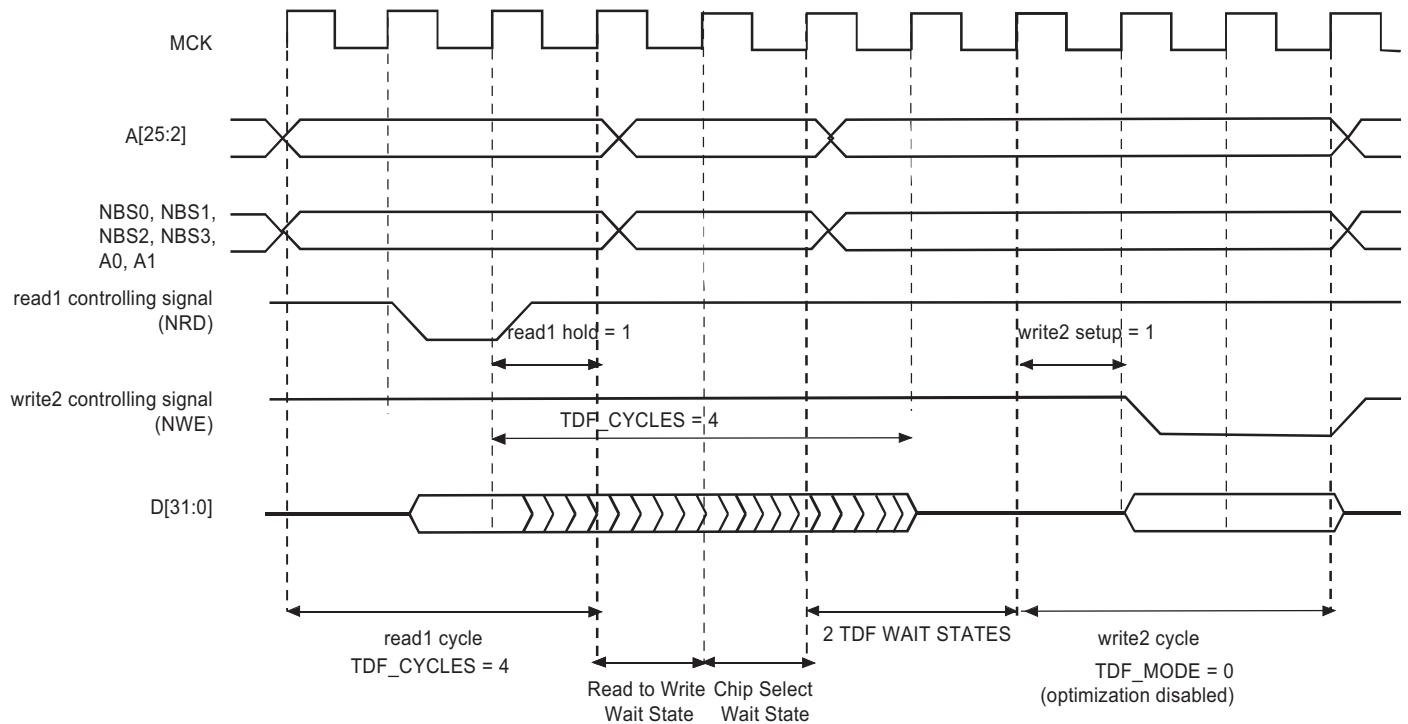 MCK
A[25:2]
NBS0, NBS1,
NBS2, NBS3,
A0, A1
read1 controlling signal
(NRD)
read1 hold = 1
write2 setup = 1
write2 controlling signal
(NWE)
TDF_CYCLES = 4
D[31:0]
read1 cycle
TDF_CYCLES = 4
2 TDF WAIT STATES
write2 cycle
TDF_MODE = 0
(optimization disabled)
Read to Write
Wait State
Chip Select
Wait State